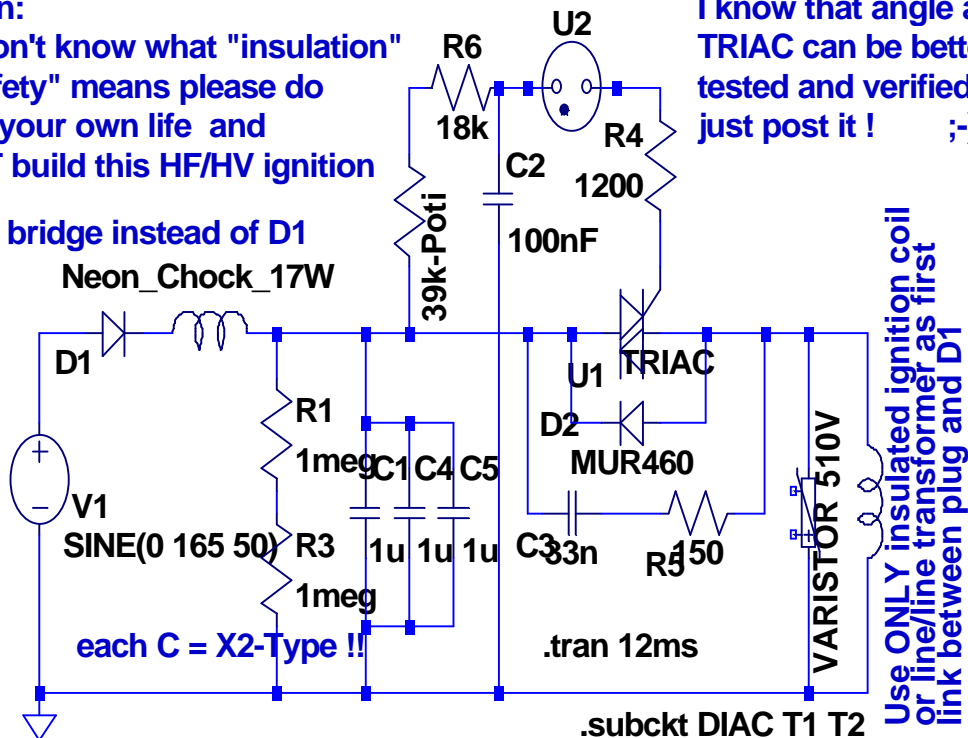 n:
on't know what "insulation"
fety" means please do
your own life and
build this HF/HV ignition
bridge instead of D1
I know that angle a
TRIAC can be bette
tested and verified
just post it ! ;-)
R6
18k
U2
C2
100nF
R4
1200
39k-Poti
Neon_Chock_17W
D1
U1
TRIAC
D2
MUR460
R1
1meg
C1 C4 C5
1u 1u 1u
V1
SINE(0 165 50)
R3
1meg
C3
33n
R5
150
VARISTOR 510V
Use ONLY insulated ignition coil
or line/line transformer as first
link between plug and D1
each C = X2-Type !!
.tran 12ms
.subckt DIAC T1 T2